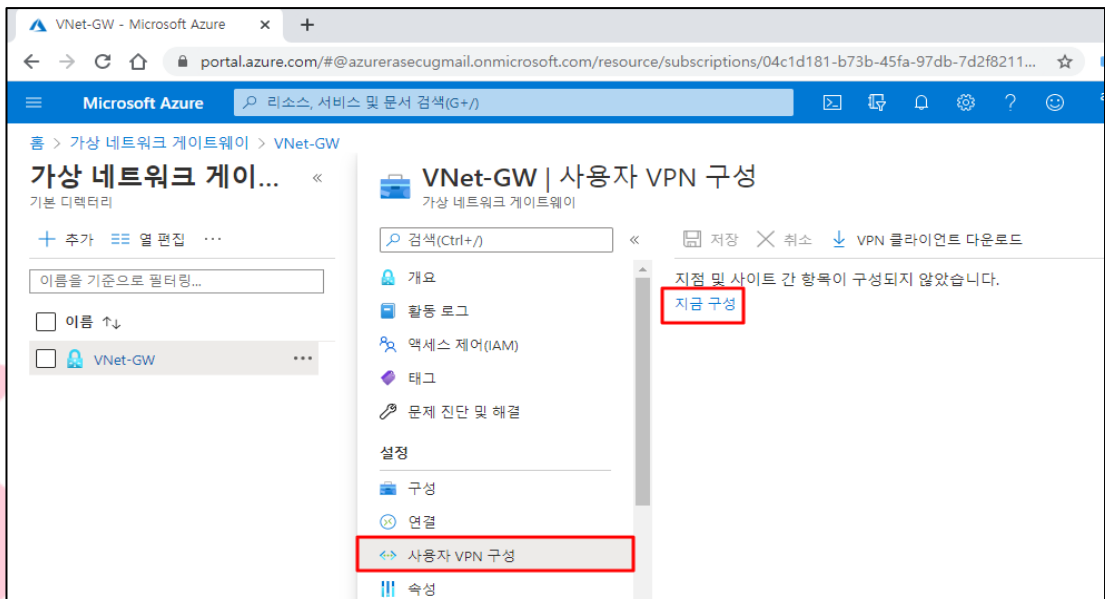 VNet-GW - Microsoft Azure
portal.azure.com/#@azurerasecugmail.onmicrosoft.com/resource/subscriptions/04c1d181-b73b-45fa-97db-7d2f8211...
Microsoft Azure
리소스, 서비스 및 문서 검색(G+/)
홈 > 가상 네트워크 게이트웨이 > VNet-GW
가상 네트워크 게이...
기본 디렉터리
추가 열 편집 ...
이름을 기준으로 필터링...
이름
VNet-GW
VNet-GW | 사용자 VPN 구성
가상 네트워크 게이트웨이
검색(Ctrl+/)
개요
활동 로그
액세스 제어(IAM)
태그
문제 진단 및 해결
설정
구성
연결
사용자 VPN 구성
속성
저장 취소 VPN 클라이언트 다운로드
지점 및 사이트 간 항목이 구성되지 않았습니다.
지금 구성